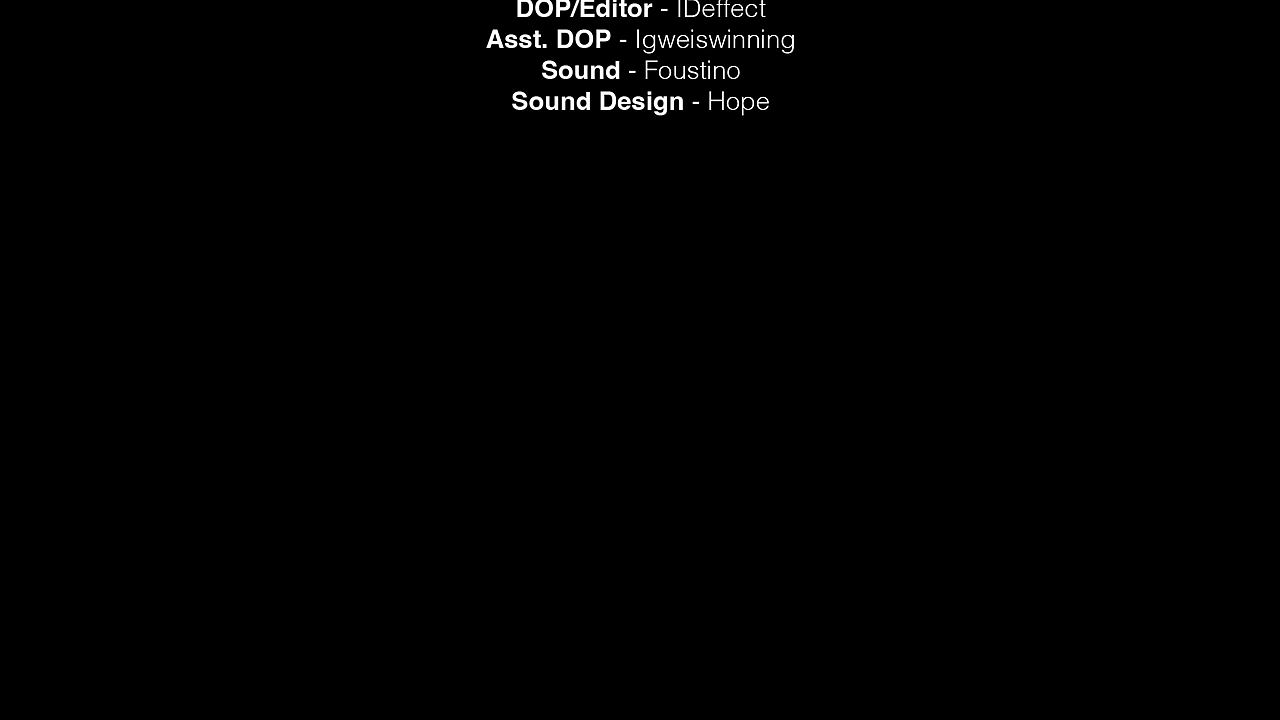 DOP/Editor - IDeffect
Asst. DOP - Igweiswinning
Sound - Foustino
Sound Design - Hope